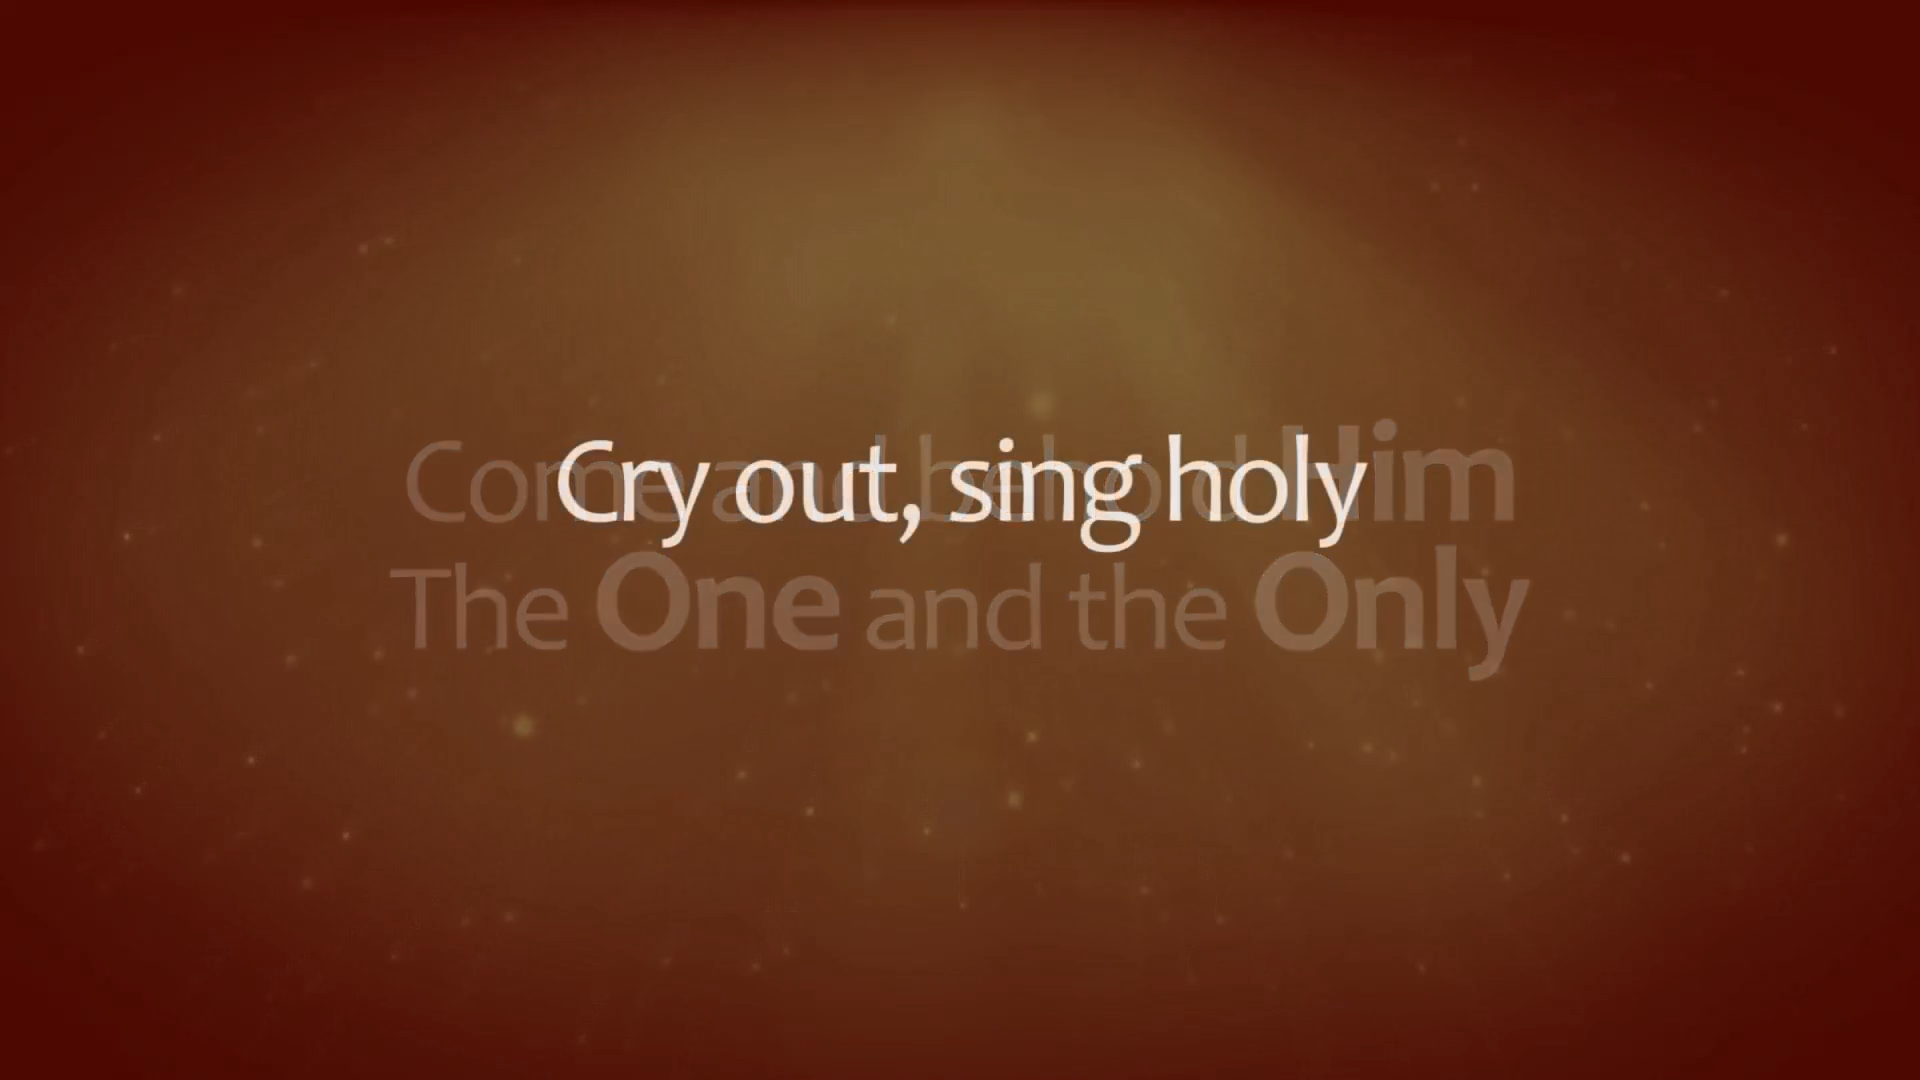 Cry out, sing holy
Come and behold Him
The One and the Only